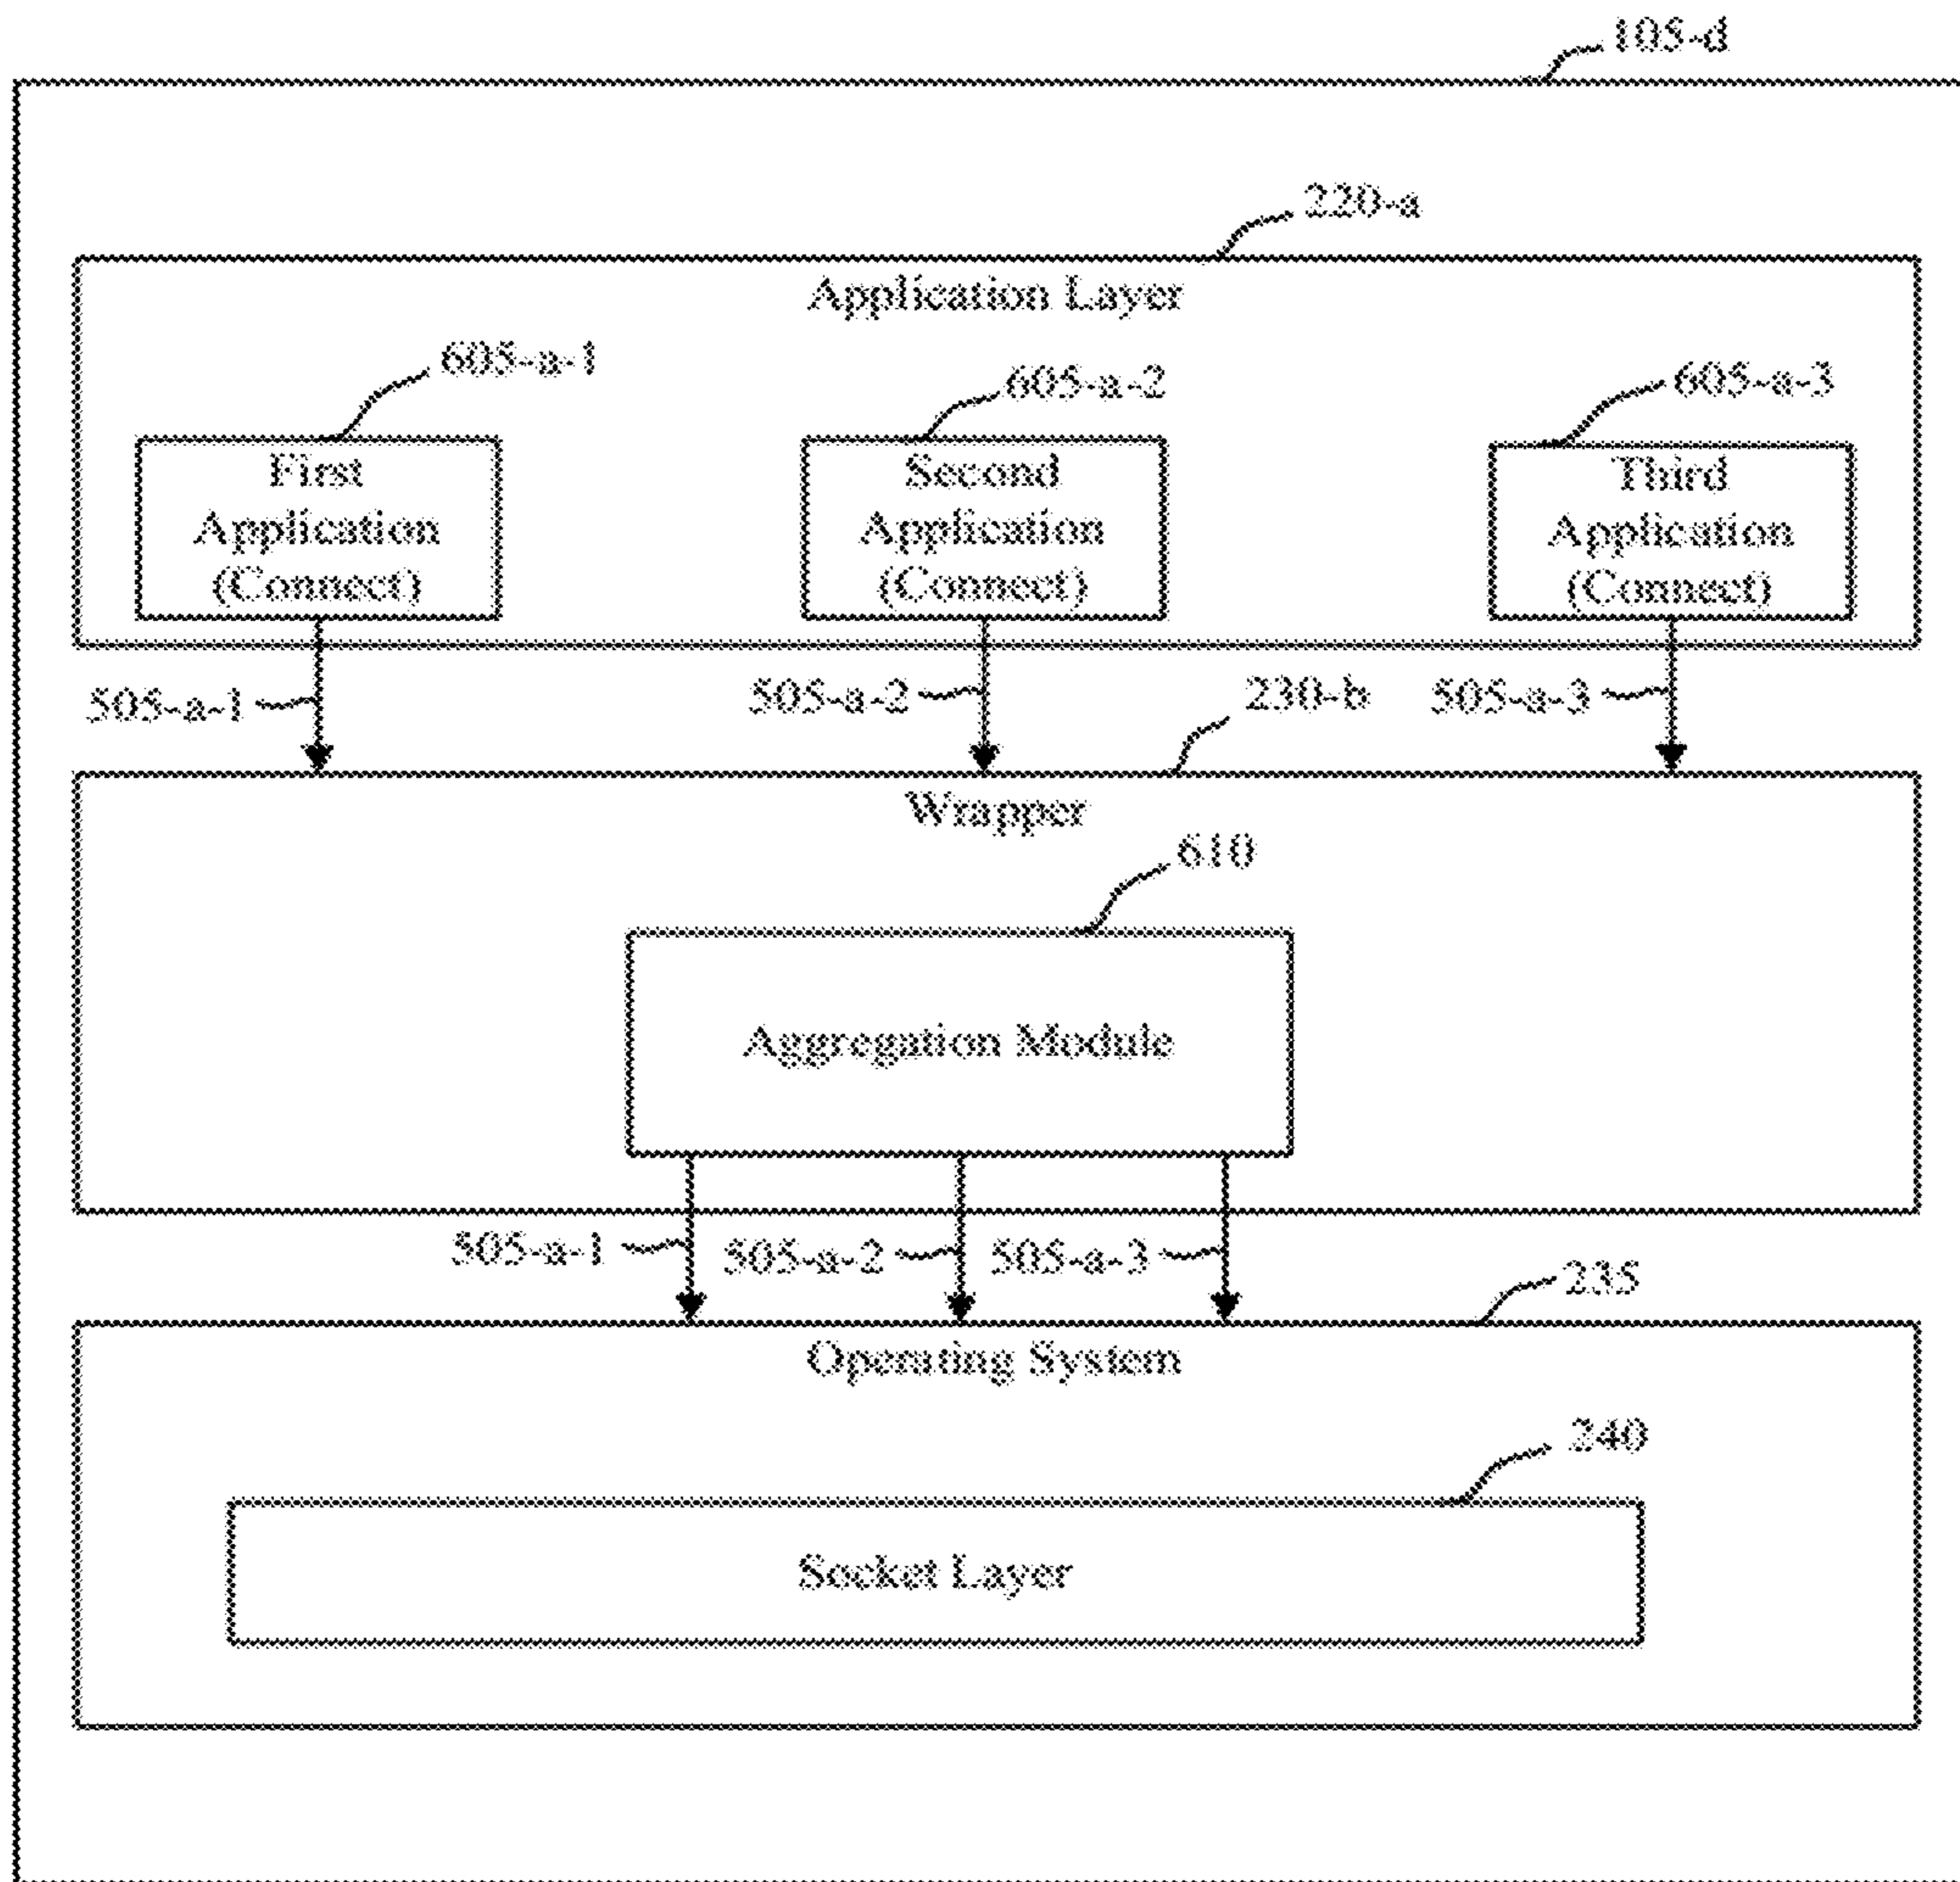 105-d
220-a
Application Layer
605-a-1
605-a-2
605-a-3
First
Application
(Connect)
Second
Application
(Connect)
Third
Application
(Connect)
505-a-1
505-a-2
230-b
505-a-3
Wrapper
610
Aggregation Module
505-a-1
505-a-2
505-a-3
235
Operating System
240
Socket Layer